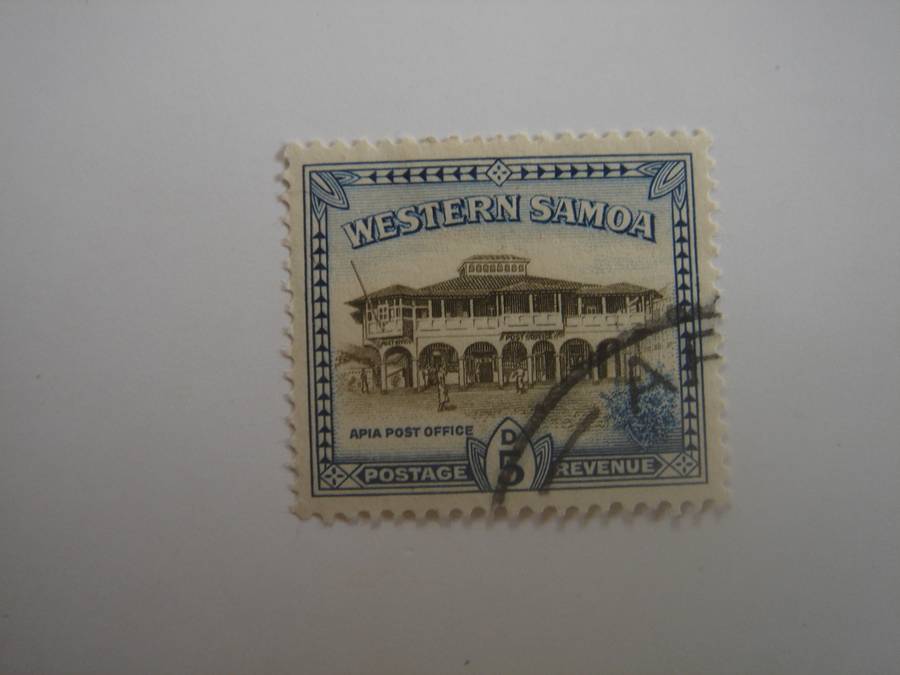 WESTERN SAMOA
POST OFFICE
POST OFFICE
APIA POST OFFICE
D
5
POSTAGE REVENUE